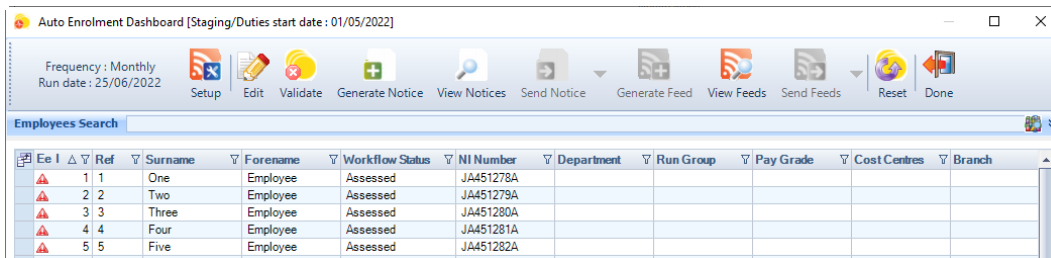 Auto Enrolment Dashboard [Staging/Duties start date : 01/05/2022]
Frequency : Monthly
Run date : 25/06/2022
Setup Edit Validate Generate Notice View Notices Send Notice Generate Feed View Feeds Send Feeds Reset Done
Employees Search
Ee I Ref Surname Forename Workflow Status NI Number Department Run Group Pay Grade Cost Centres Branch
1 1 One Employee Assessed JA451278A
2 2 Two Employee Assessed JA451279A
3 3 Three Employee Assessed JA451280A
4 4 Four Employee Assessed JA451281A
5 5 Five Employee Assessed JA451282A